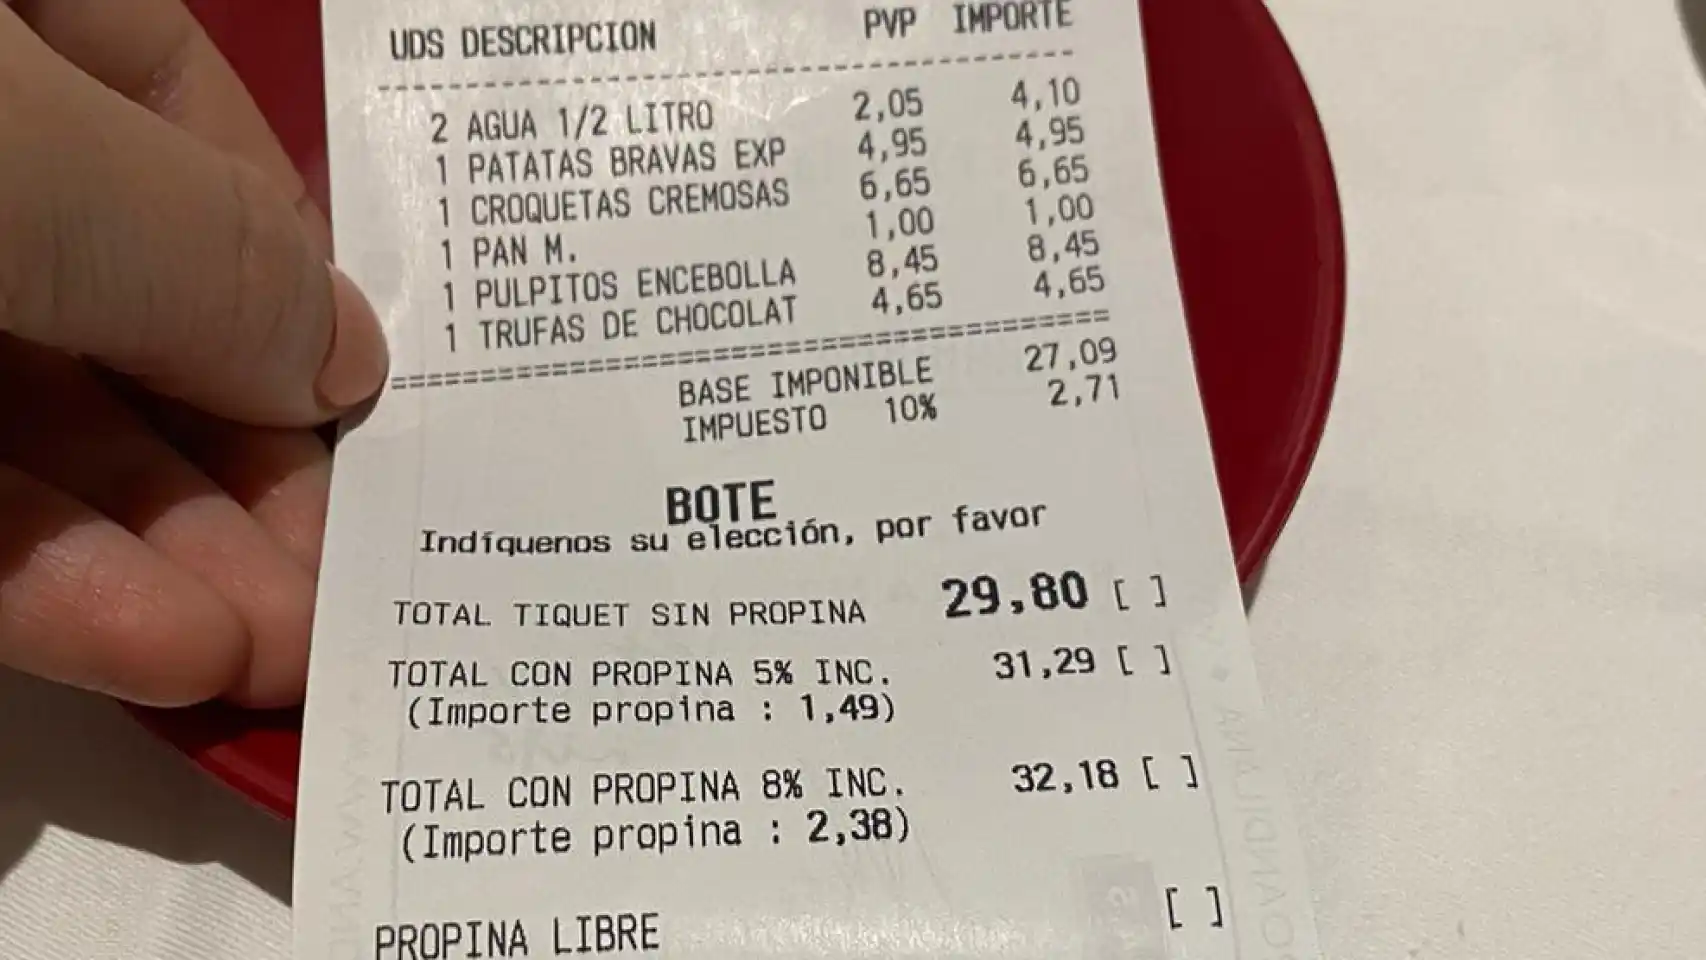 UDS DESCRIPCION PVP IMPORTE
2 AGUA 1/2 LITRO 2,05 4,10
1 PATATAS BRAVAS EXP 4,95 4,95
1 CROQUETAS CREMOSAS 6,65 6,65
1 PAN M. 1,00 1,00
1 PULPITOS ENCEBOLLA 8,45 8,45
1 TRUFAS DE CHOCOLAT 4,65 4,65
BASE IMPONIBLE 27,09
IMPUESTO 10% 2,71
BOTE
Indíquenos su elección, por favor
TOTAL TIQUET SIN PROPINA 29,80 [ ]
TOTAL CON PROPINA 5% INC. 31,29 [ ]
(Importe propina : 1,49)
TOTAL CON PROPINA 8% INC. 32,18 [ ]
(Importe propina : 2,38)
PROPINA LIBRE [ ]